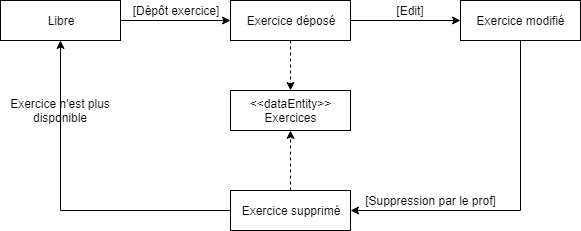 Libre
[Dépôt exercice]
Exercice déposé
[Edit]
Exercice modifié
Exercice n'est plus
disponible
<<dataEntity>>
Exercices
[Suppression par le prof]
Exercice supprimé